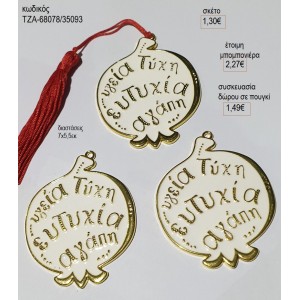 κωδικός
TZA-68078/35093
σκέτο
1,30€
έτοιμη
μπομπονιέρα
2,27€
συσκευασία
δώρου σε πουγκί
1,49€
διαστάσεις
7x5,5εκ
υγεία Τύχη
ευτυχία
αγάπη
υγεία Τύχη
ευτυχία
αγάπη
υγεία Τύχη
ευτυχία
αγάπη